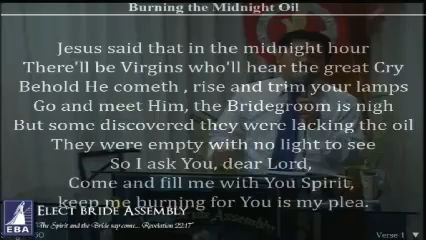 Burning the Midnight Oil
Jesus said that in the midnight hour
There'll be Virgins who'll hear the great Cry
Behold He cometh , rise and trim your lamps
Go and meet Him, the Bridegroom is nigh
But some discovered they were lacking the oil
They were empty with no light to see
So I ask You, dear Lord,
Come and fill me with You Spirit,
keep me burning for You is my plea.
EBA
Elect Bride Assembly
"The Spirit and the Bride say come... Revelation 22:17"
Verse 1